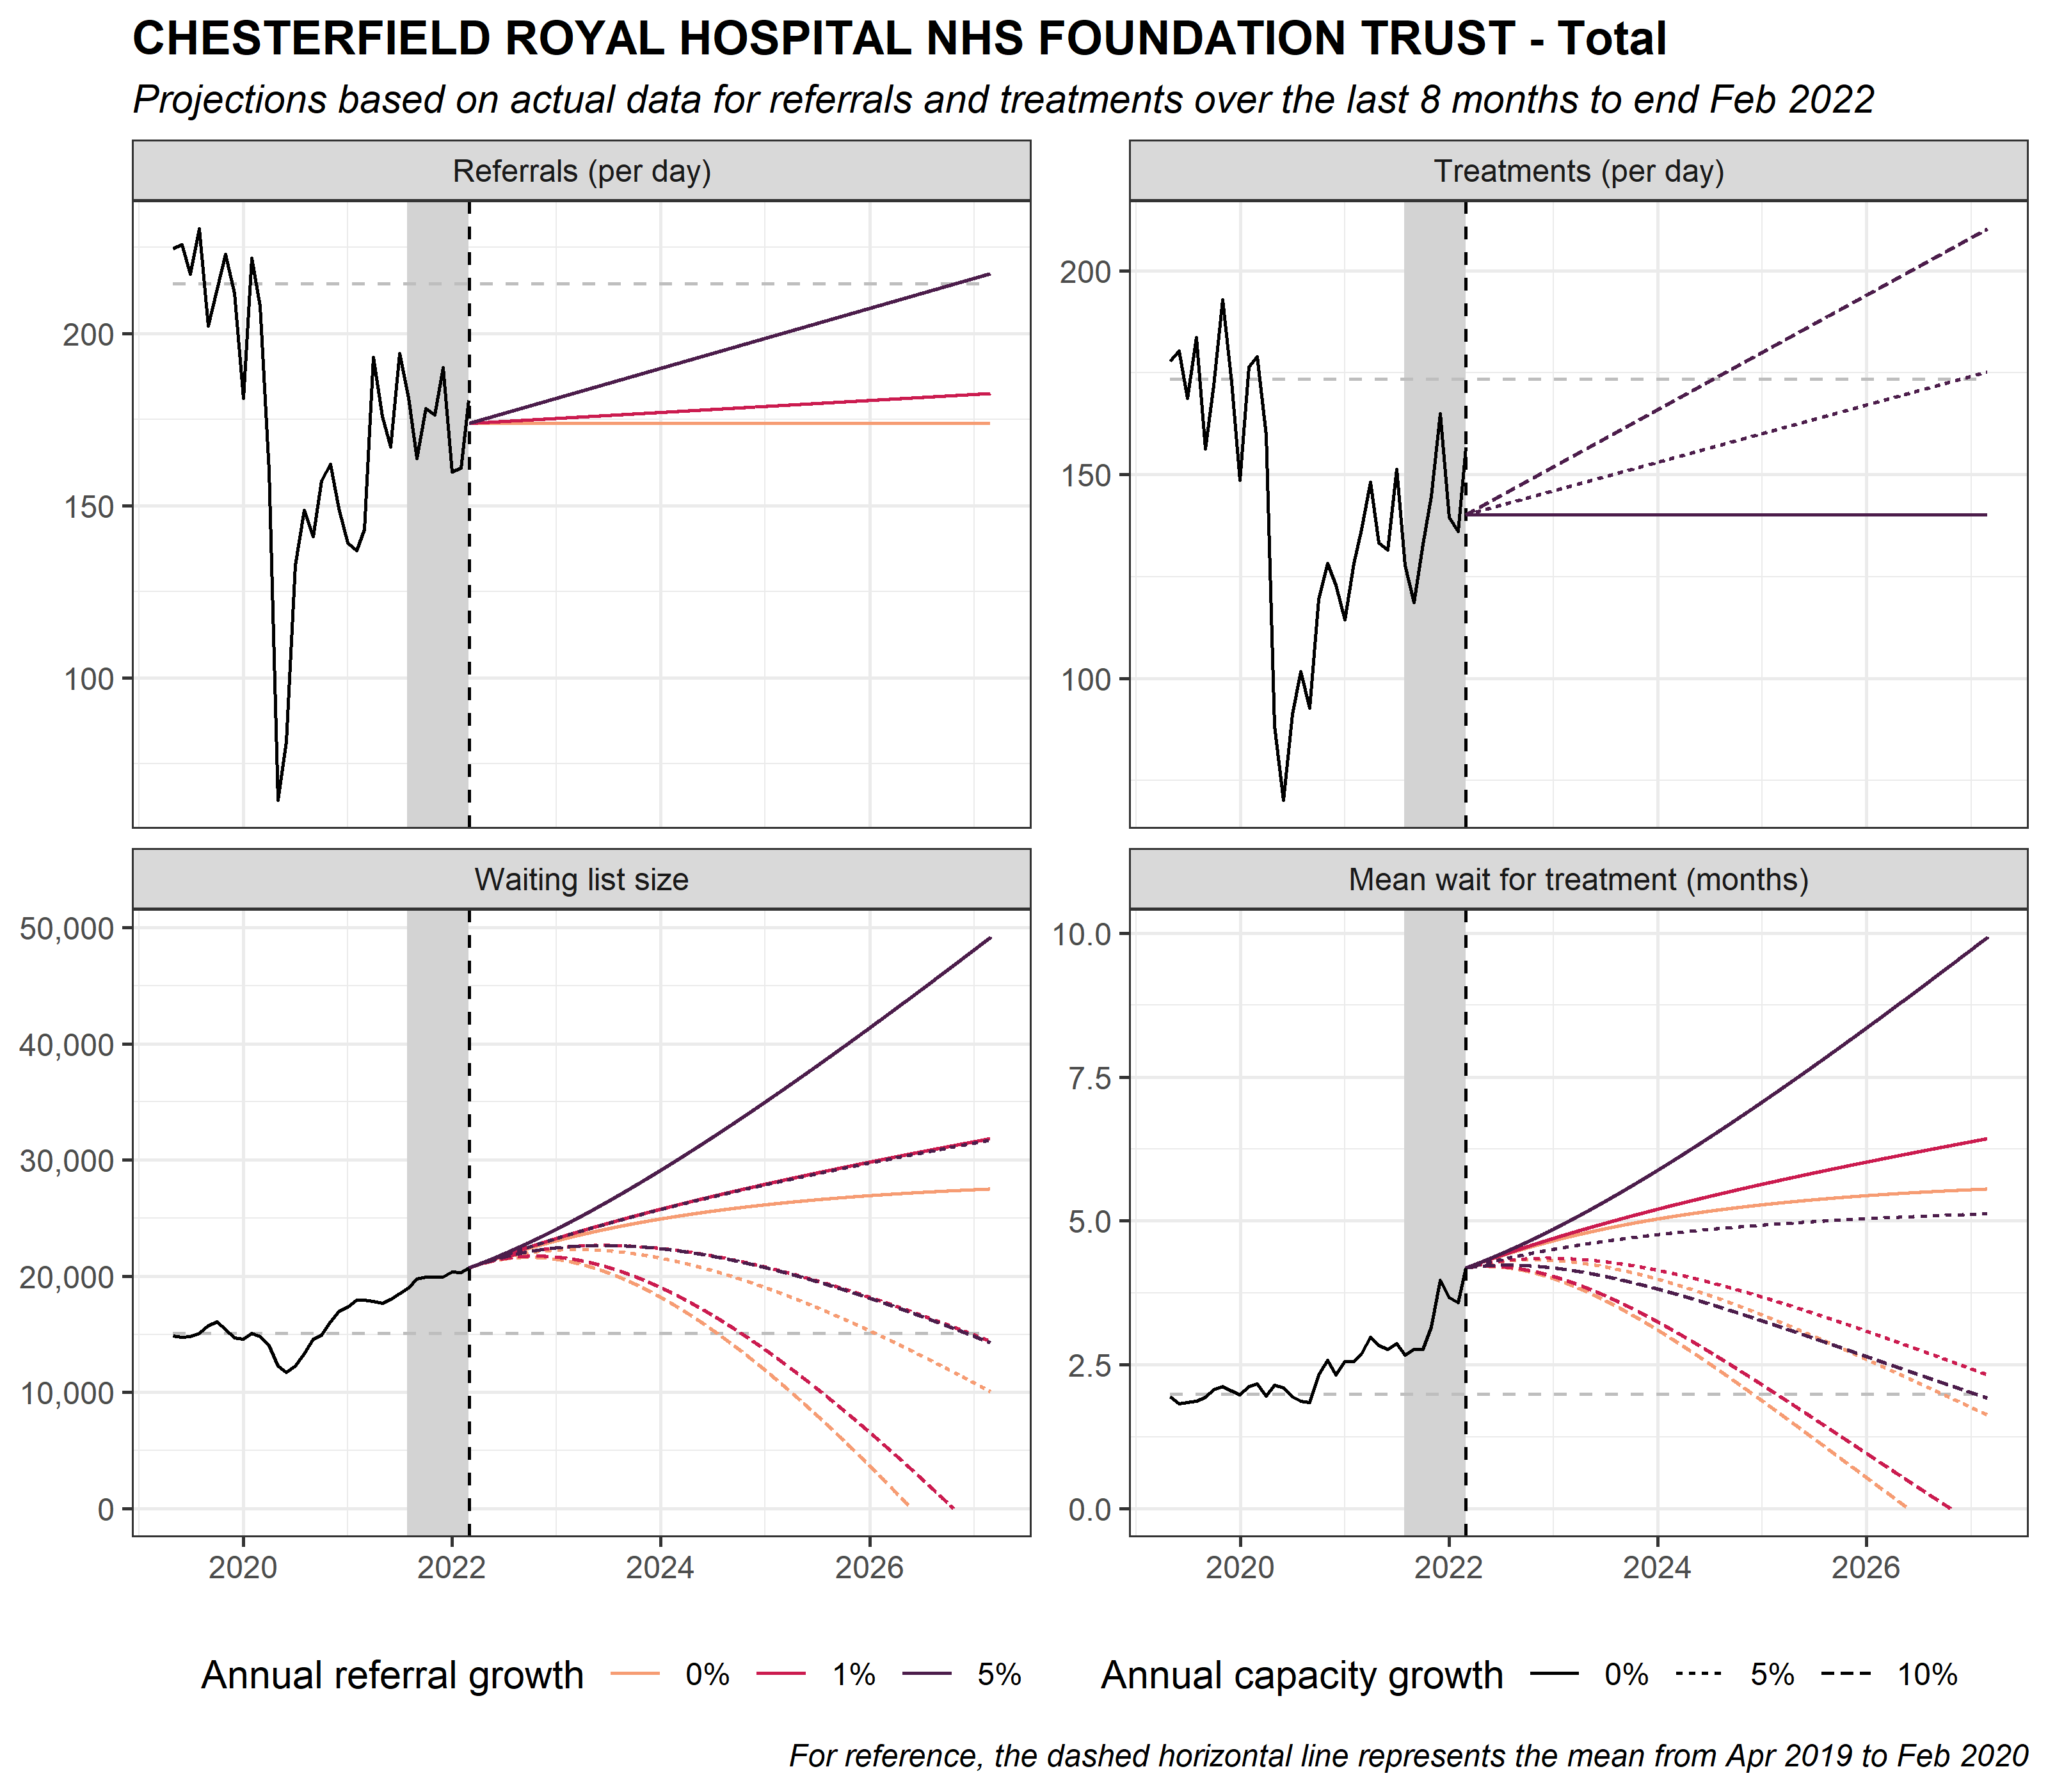 CHESTERFIELD ROYAL HOSPITAL NHS FOUNDATION TRUST - Total
Projections based on actual data for referrals and treatments over the last 8 months to end Feb 2022
Referrals (per day)
200
150
100
Treatments (per day)
200
150
100
Waiting list size
50,000
40,000
30,000
20,000
10,000
0
2020 2022 2024 2026
Mean wait for treatment (months)
10.0
7.5
5.0
2.5
0.0
2020 2022 2024 2026
Annual referral growth 0% 1% 5%
Annual capacity growth 0% 5% 10%
For reference, the dashed horizontal line represents the mean from Apr 2019 to Feb 2020